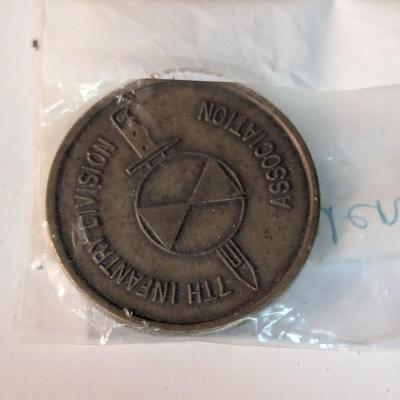 7TH INFANTRY DIVISION
ASSOCIATION